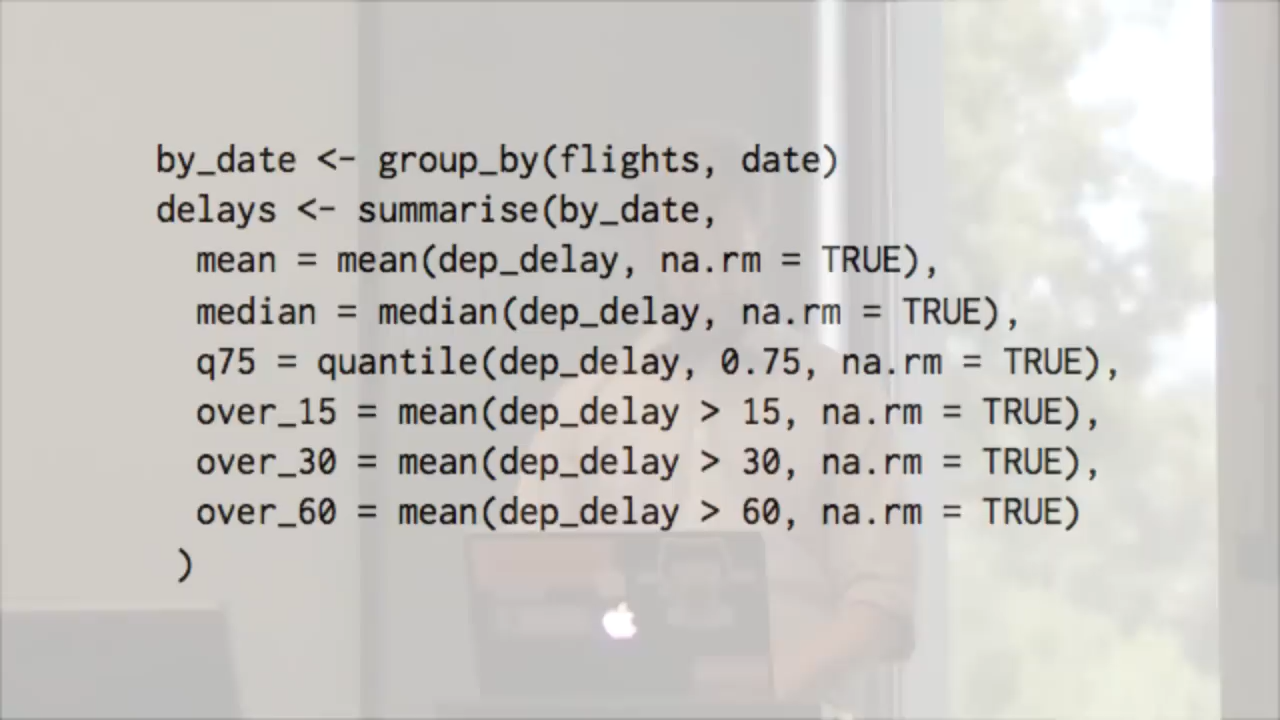 by_date <- group_by(flights, date)
delays <- summarise(by_date,
  mean = mean(dep_delay, na.rm = TRUE),
  median = median(dep_delay, na.rm = TRUE),
  q75 = quantile(dep_delay, 0.75, na.rm = TRUE),
  over_15 = mean(dep_delay > 15, na.rm = TRUE),
  over_30 = mean(dep_delay > 30, na.rm = TRUE),
  over_60 = mean(dep_delay > 60, na.rm = TRUE)
 )